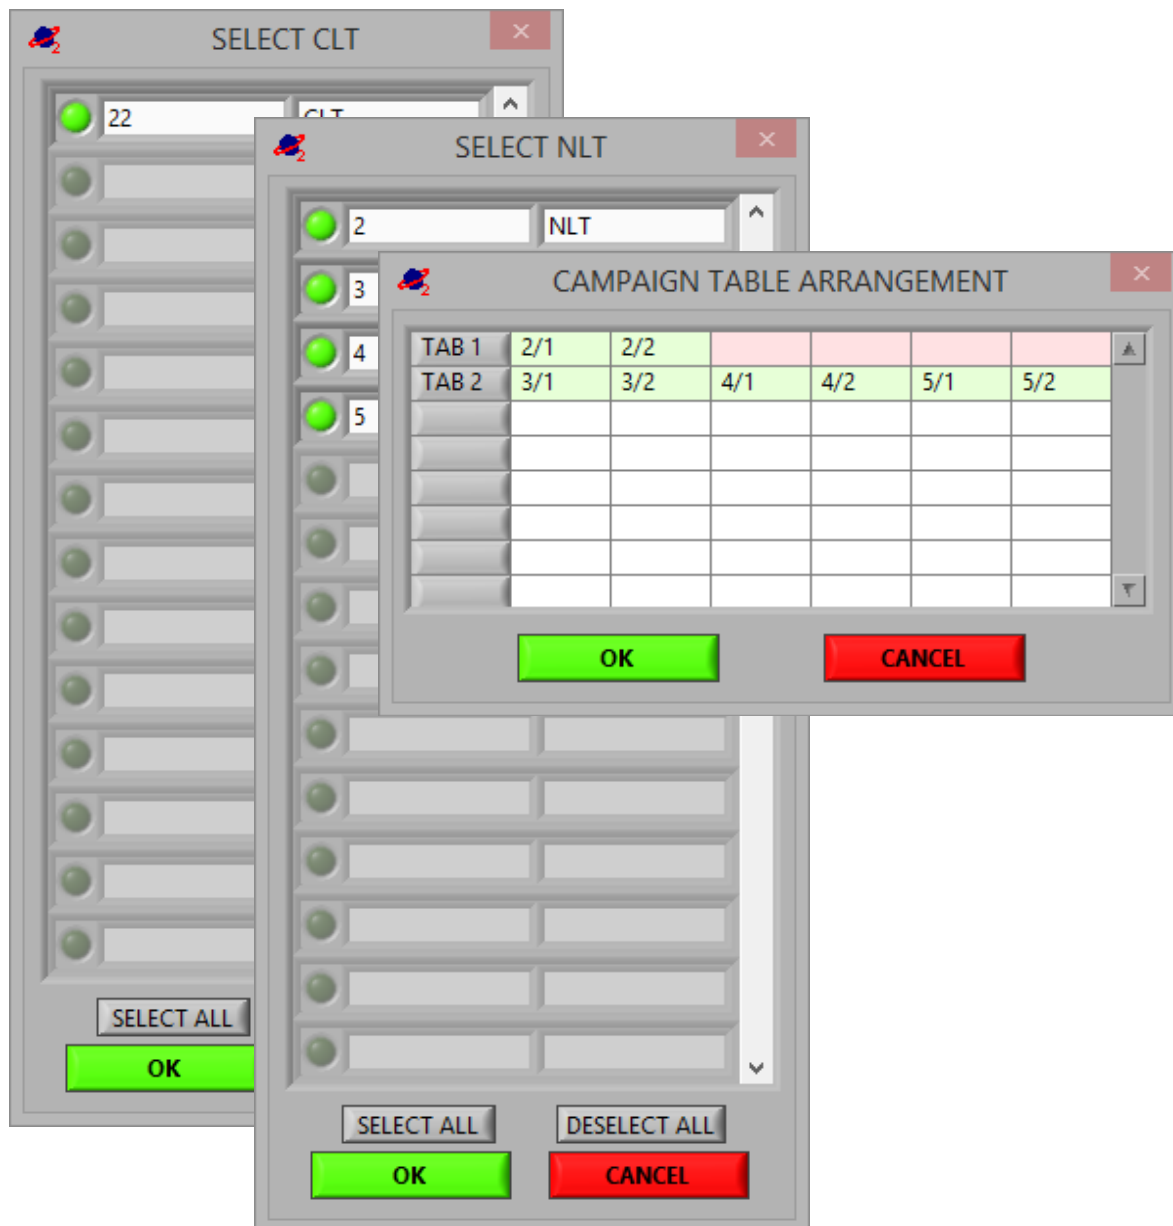 SELECT CLT
22 CLT
SELECT ALL
OK
SELECT NLT
2 NLT
3
4
5
SELECT ALL DESELECT ALL
OK CANCEL
CAMPAIGN TABLE ARRANGEMENT
TAB 1 2/1 2/2
TAB 2 3/1 3/2 4/1 4/2 5/1 5/2
OK CANCEL